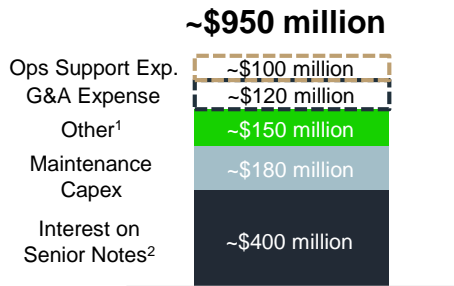 ~$950 million
Ops Support Exp. ~$100 million
G&A Expense ~$120 million
Other¹ ~$150 million
Maintenance
Capex ~$180 million
Interest on
Senior Notes² ~$400 million